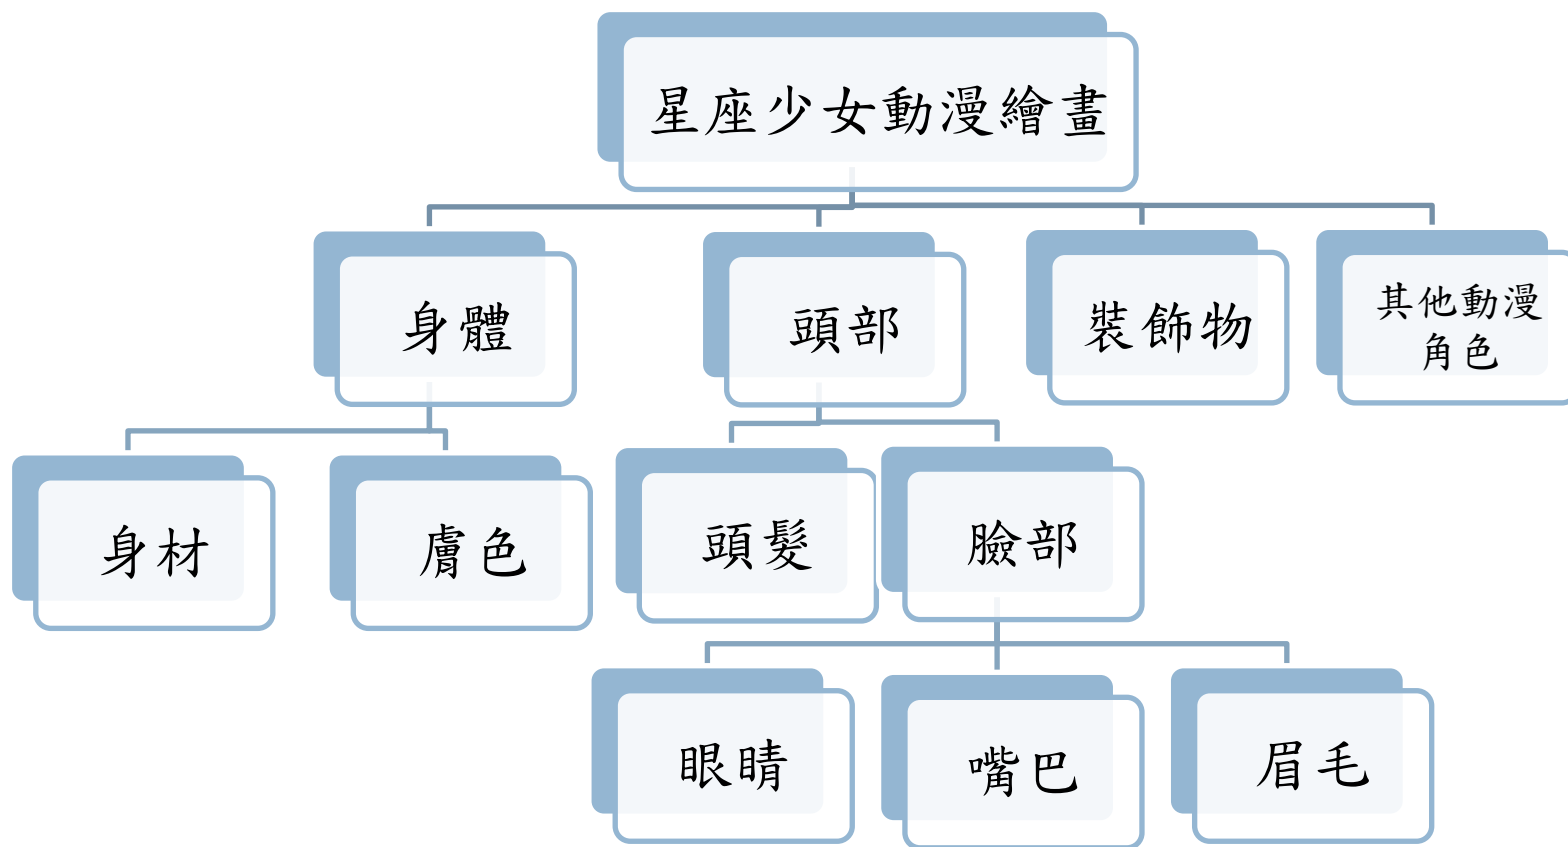 星座少女動漫繪畫
身體
頭部
裝飾物
其他動漫
角色
身材
膚色
頭髮
臉部
眼睛
嘴巴
眉毛